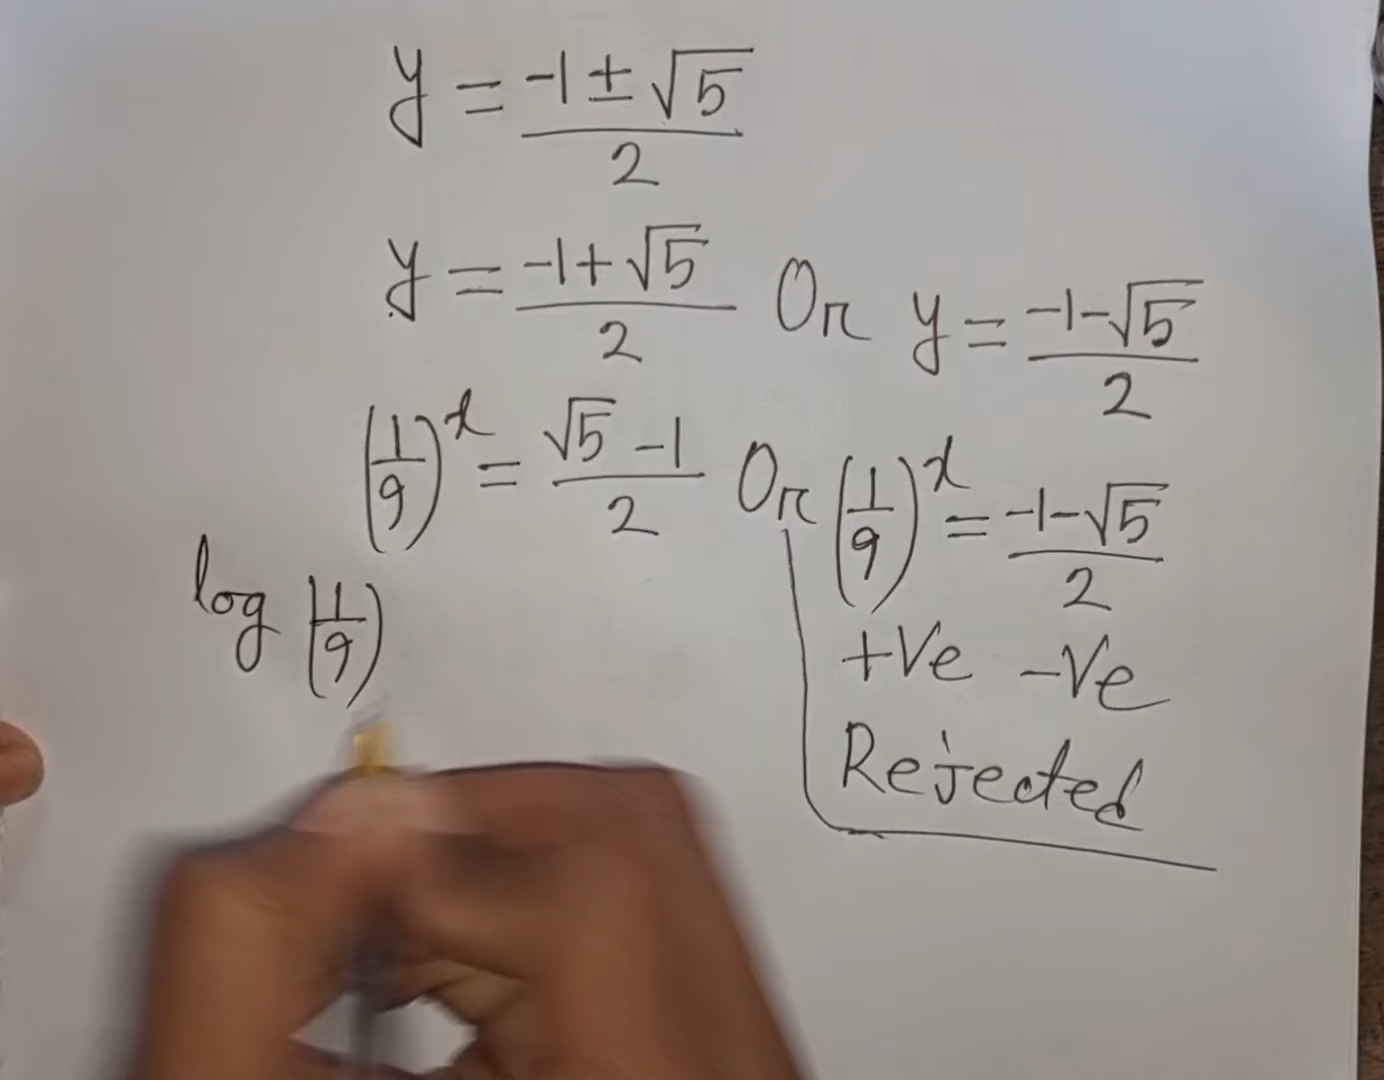 y = (-1 ± √5)/2
y = (-1 + √5)/2 Or y = (-1 - √5)/2
(1/9)^x = (√5 - 1)/2 Or (1/9)^x = (-1 - √5)/2
log (1/9)
+Ve -Ve
Rejected